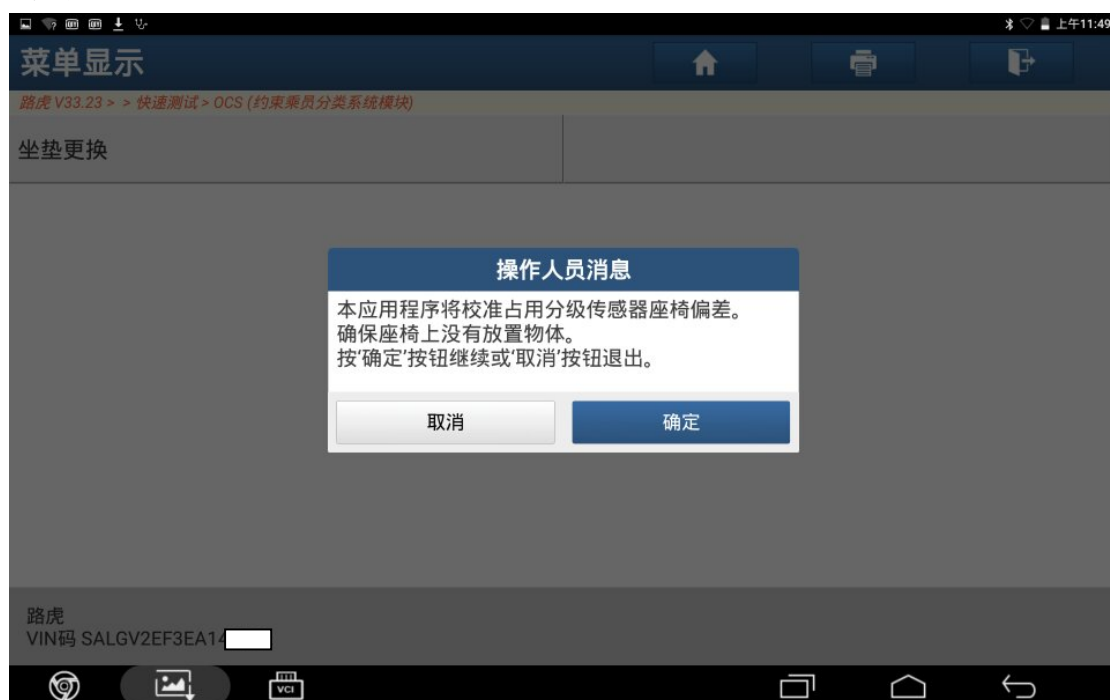 上午11:49
菜单显示
路虎 V33.23 > > 快速测试 > OCS (约束乘员分类系统模块)
坐垫更换
操作人员消息
本应用程序将校准占用分级传感器座椅偏差。
确保座椅上没有放置物体。
按'确定'按钮继续或'取消'按钮退出。
取消
确定
路虎
VIN码 SALGV2EF3EA14
VCI